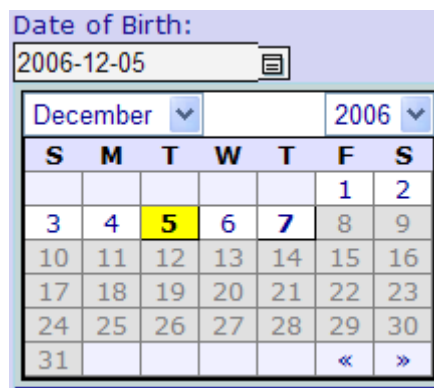 Date of Birth:
2006-12-05
December 2006
S M T W T F S
1 2
3 4 5 6 7 8 9
10 11 12 13 14 15 16
17 18 19 20 21 22 23
24 25 26 27 28 29 30
31 « »